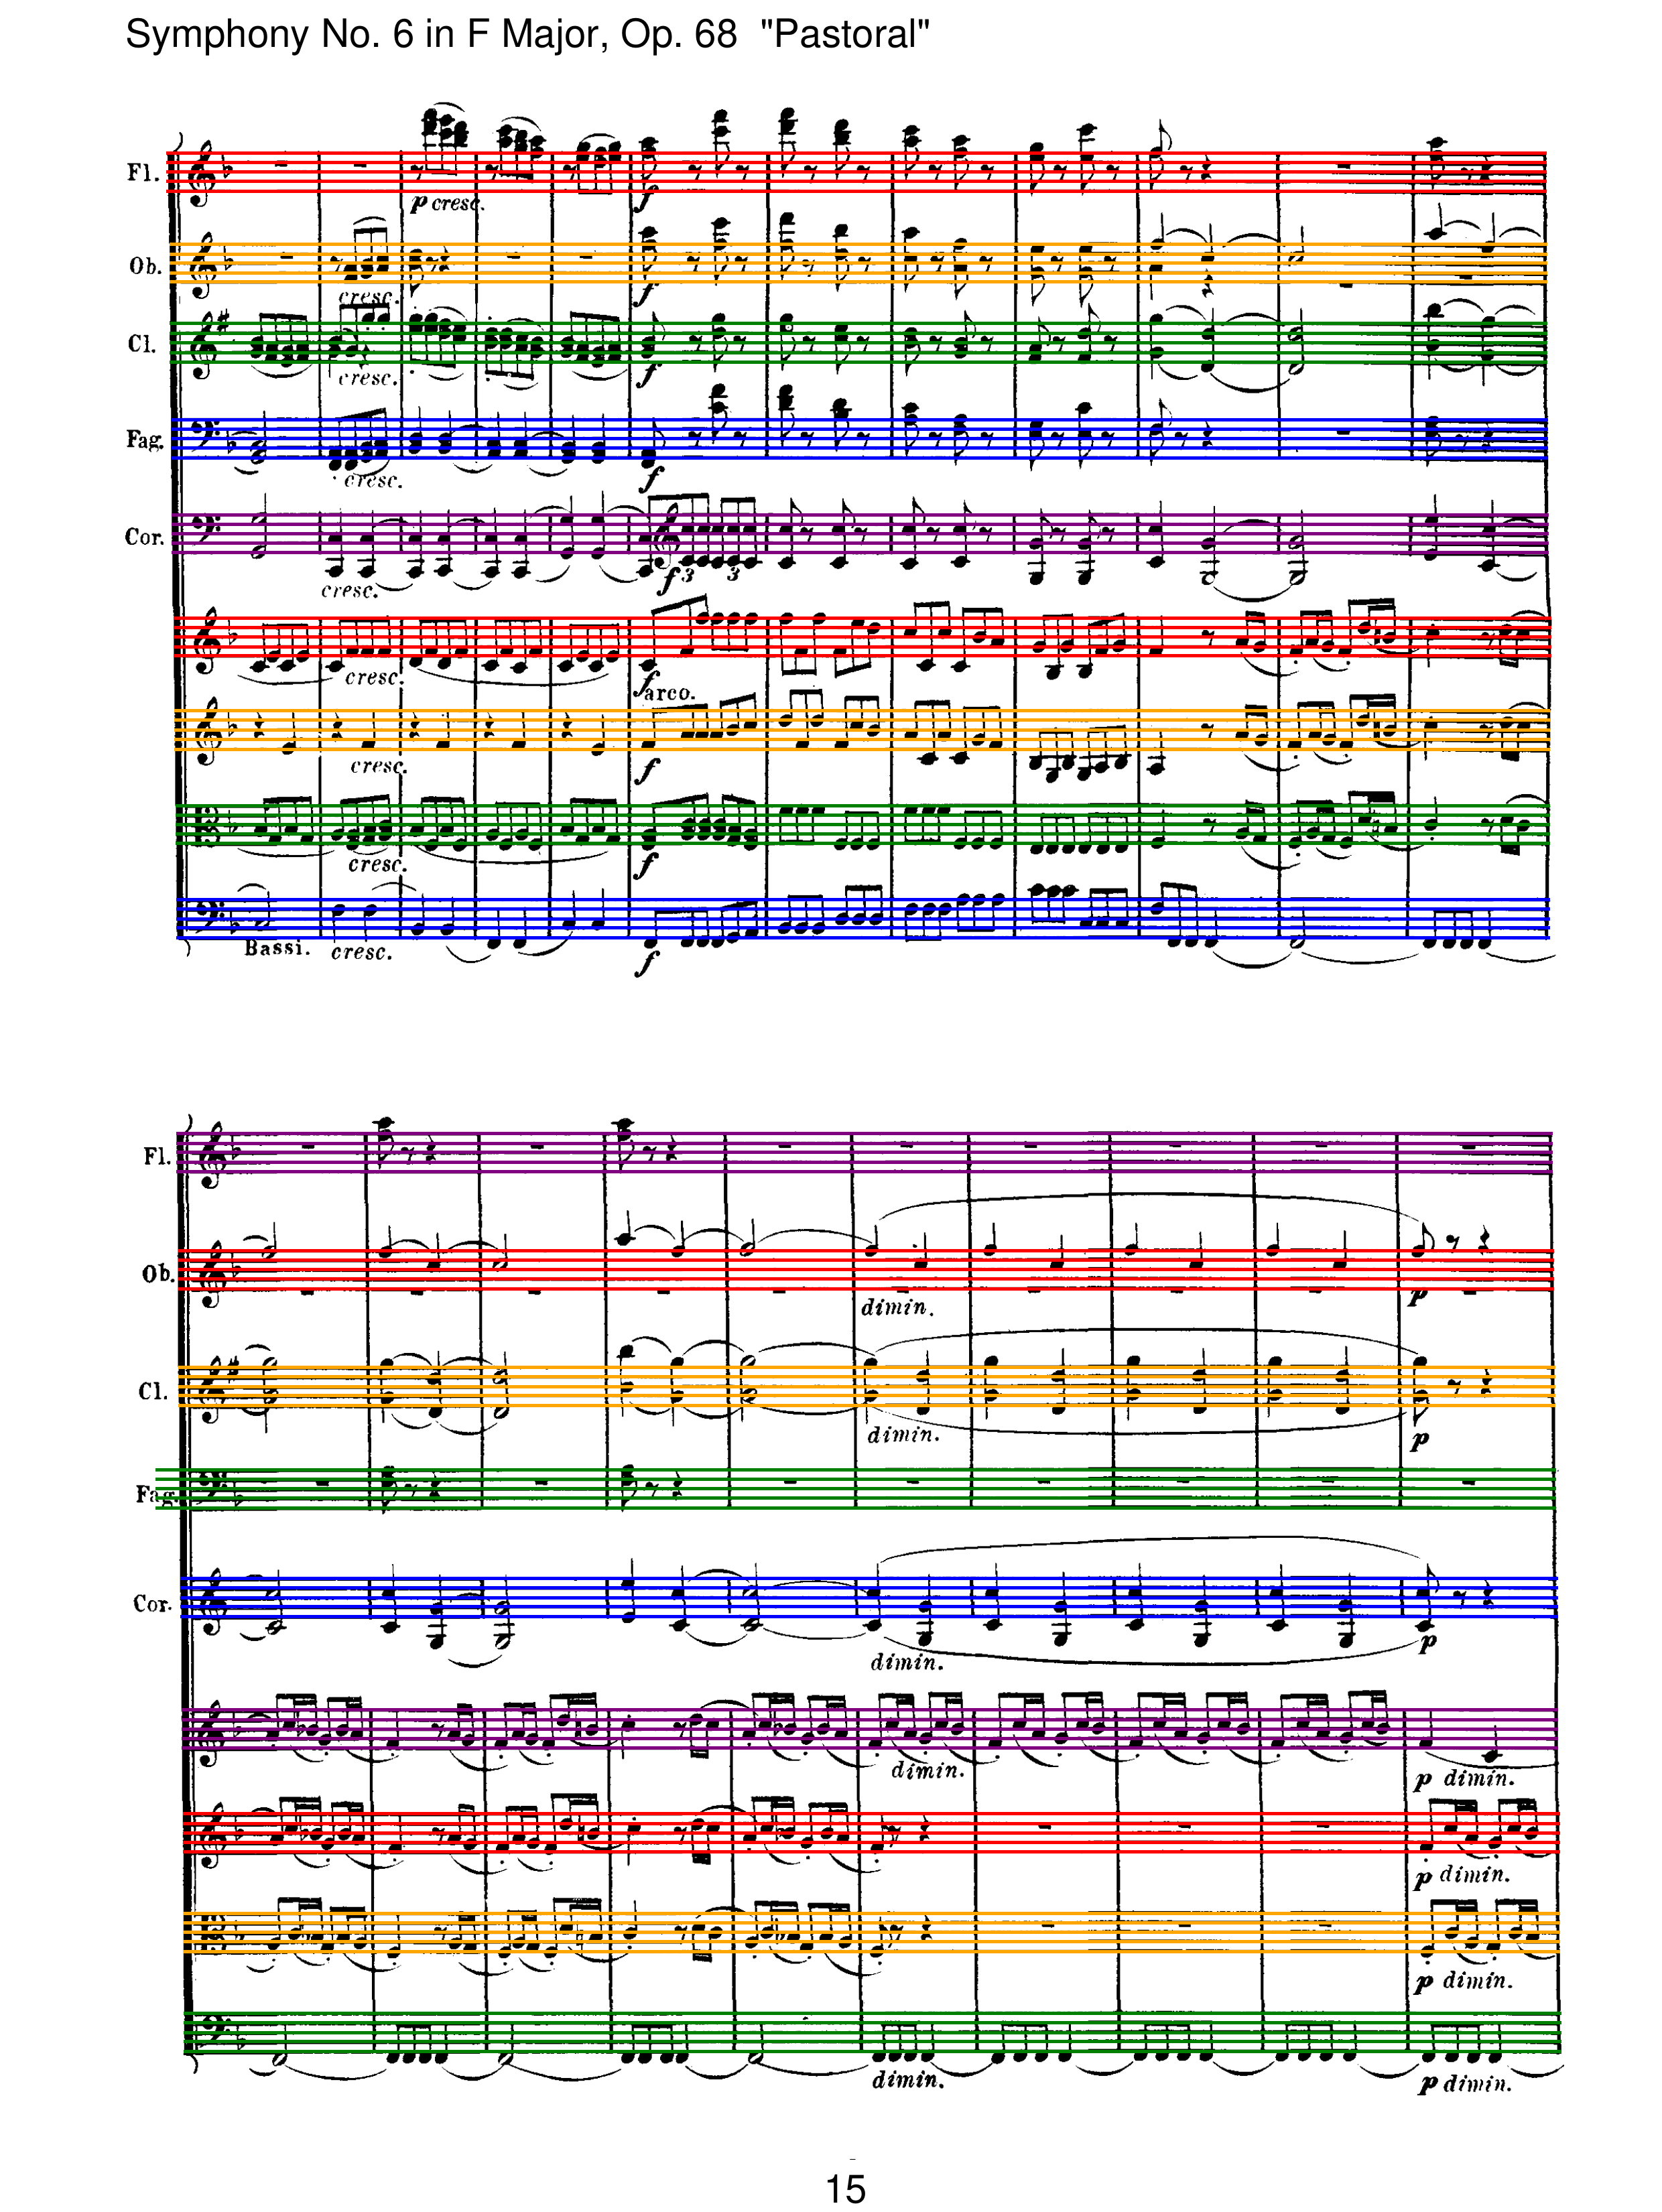 Symphony No. 6 in F Major, Op. 68 "Pastoral"
Fl.
p cresc.
f
Ob.
cresc.
f
Cl.
cresc.
f
Fag.
cresc.
f
Cor.
cresc.
f 3 3
cresc.
f
arco.
cresc.
f
cresc.
f
Bassi. cresc.
f
Fl.
Ob.
dimin.
p
Cl.
dimin.
p
Fag.
Cor.
dimin.
p
dimin.
p dimin.
p dimin.
p dimin.
dimin.
p dimin.
15